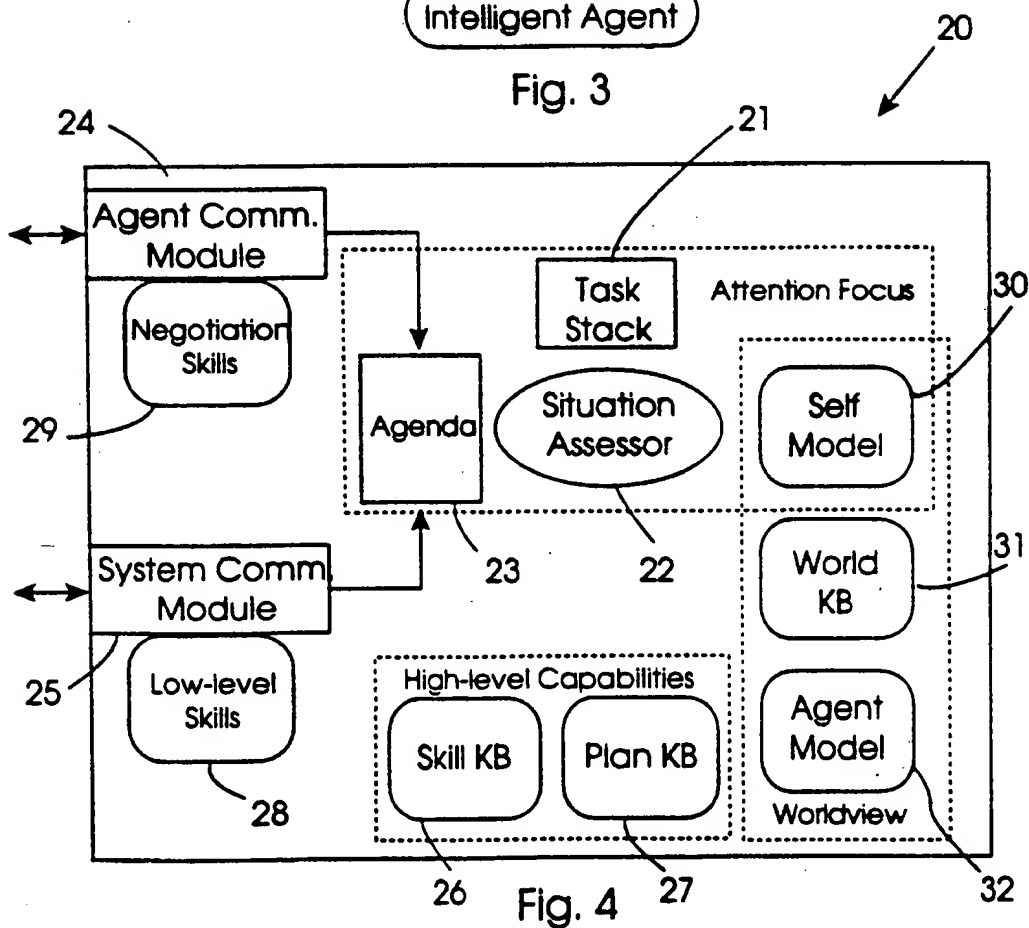 Intelligent Agent
Fig. 3
20
24
21
Agent Comm.
Module
Task
Stack
Attention Focus
30
Negotiation
Skills
29
Agenda
Situation
Assessor
Self
Model
23
22
System Comm.
Module
World
KB
31
25
Low-level
Skills
28
High-level Capabilities
Skill KB
Plan KB
Agent
Model
Worldview
26
27
32
Fig. 4